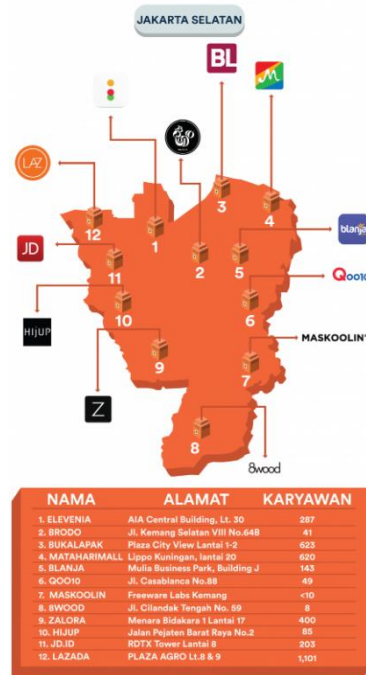 JAKARTA SELATAN
BL
M
LAZ
JD
blanja
Qoo10
HIJUP
MASKOOLIN'
Z
8wood
12
1
3
4
2
5
11
10
6
9
7
8
NAMA ALAMAT KARYAWAN
1. ELEVENIA AIA Central Building, Lt. 30 287
2. BRODO Jl. Kemang Selatan VIII No.64B 41
3. BUKALAPAK Plaza City View Lantai 1-2 623
4. MATAHARIMALL Lippo Kuningan, lantai 20 620
5. BLANJA Mulia Business Park, Building J 143
6. QOO10 Jl. Casablanca No.88 49
7. MASKOOLIN Freeware Labs Kemang <10
8. 8WOOD Jl. Cilandak Tengah No. 59 8
9. ZALORA Menara Bidakara 1 Lantai 17 400
10. HIJUP Jalan Pejaten Barat Raya No.2 85
11. JD.ID RDTX Tower Lantai 8 203
12. LAZADA PLAZA AGRO Lt.8 & 9 1,101